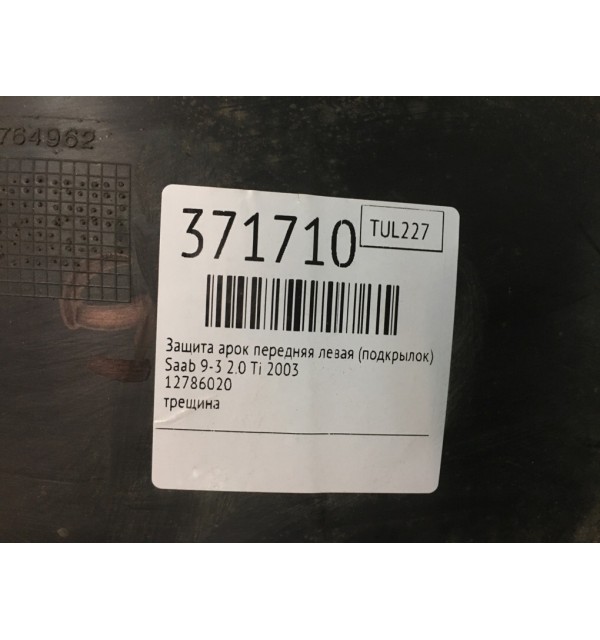 764962
371710
TUL227
Защита арок передняя левая (подкрылок)
Saab 9-3 2.0 Ti 2003
12786020
трещина